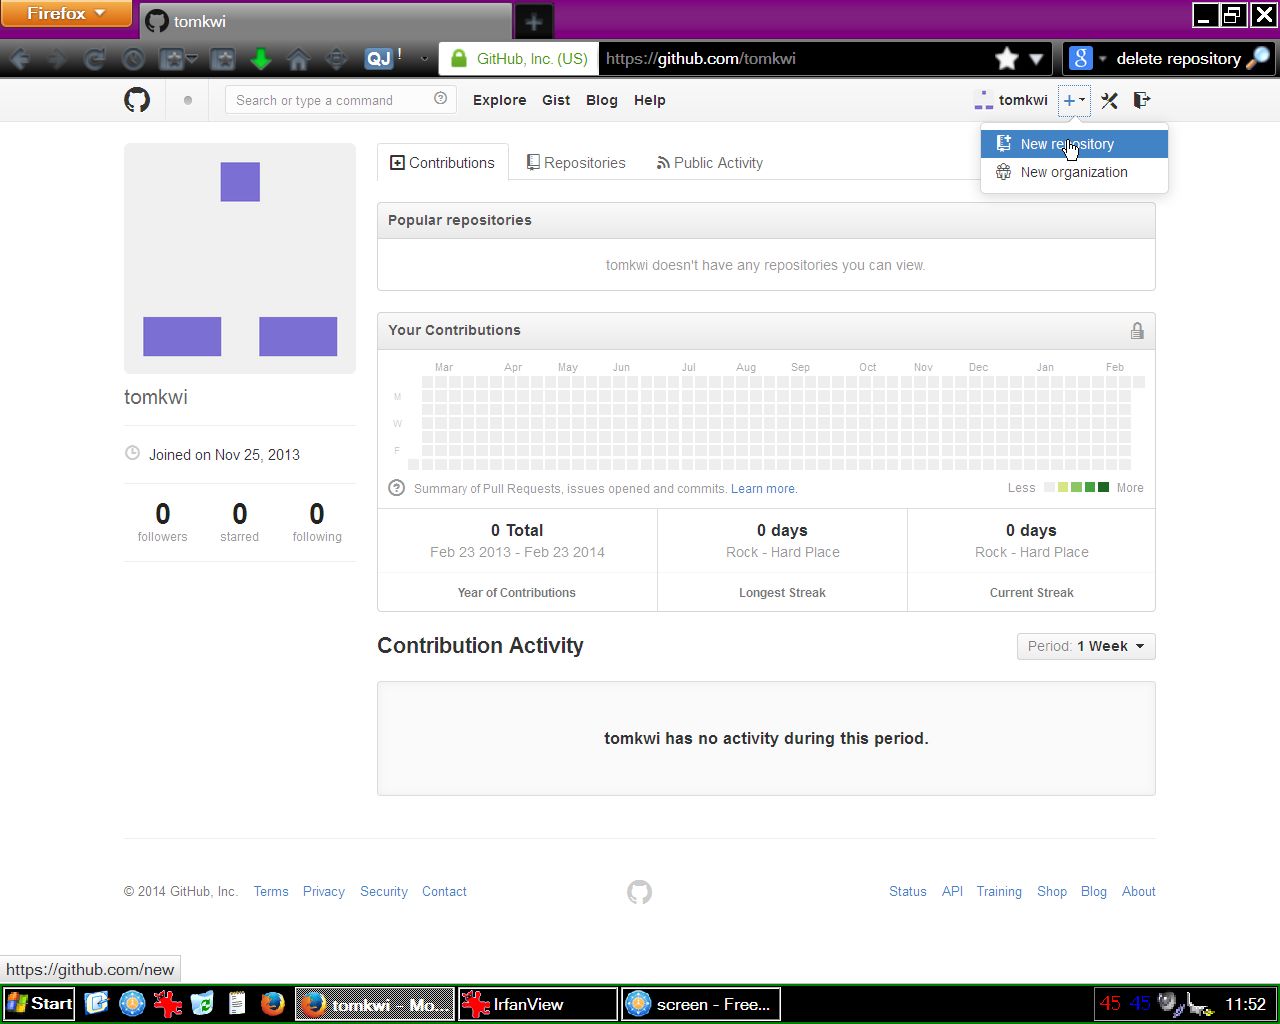 Firefox
tomkwi
QJ !
GitHub, Inc. (US)
https://github.com/tomkwi
delete repository
Search or type a command
Explore Gist Blog Help
tomkwi
New repository
New organization
Contributions
Repositories
Public Activity
Popular repositories
tomkwi doesn't have any repositories you can view.
Your Contributions
Mar Apr May Jun Jul Aug Sep Oct Nov Dec Jan Feb
M
W
F
Summary of Pull Requests, issues opened and commits. Learn more.
Less More
0 Total
Feb 23 2013 - Feb 23 2014
Year of Contributions
0 days
Rock - Hard Place
Longest Streak
0 days
Rock - Hard Place
Current Streak
tomkwi
Joined on Nov 25, 2013
0 0 0
followers starred following
Contribution Activity
Period: 1 Week
tomkwi has no activity during this period.
© 2014 GitHub, Inc. Terms Privacy Security Contact
Status API Training Shop Blog About
https://github.com/new
Start
tomkwi - Mo...
IrfanView
screen - Free...
45 45
11:52